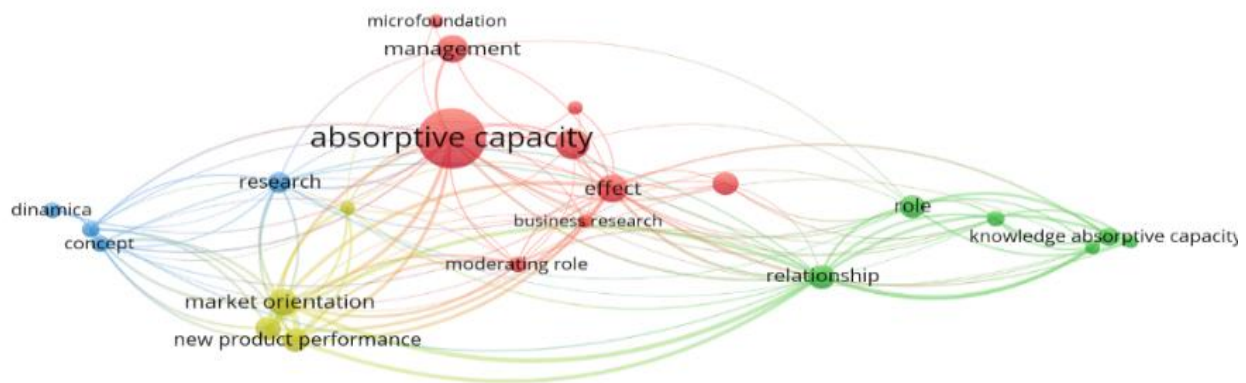 microfoundation
management
absorptive capacity
research
effect
dinamica
role
business research
concept
knowledge absorptive capacity
moderating role
relationship
market orientation
new product performance